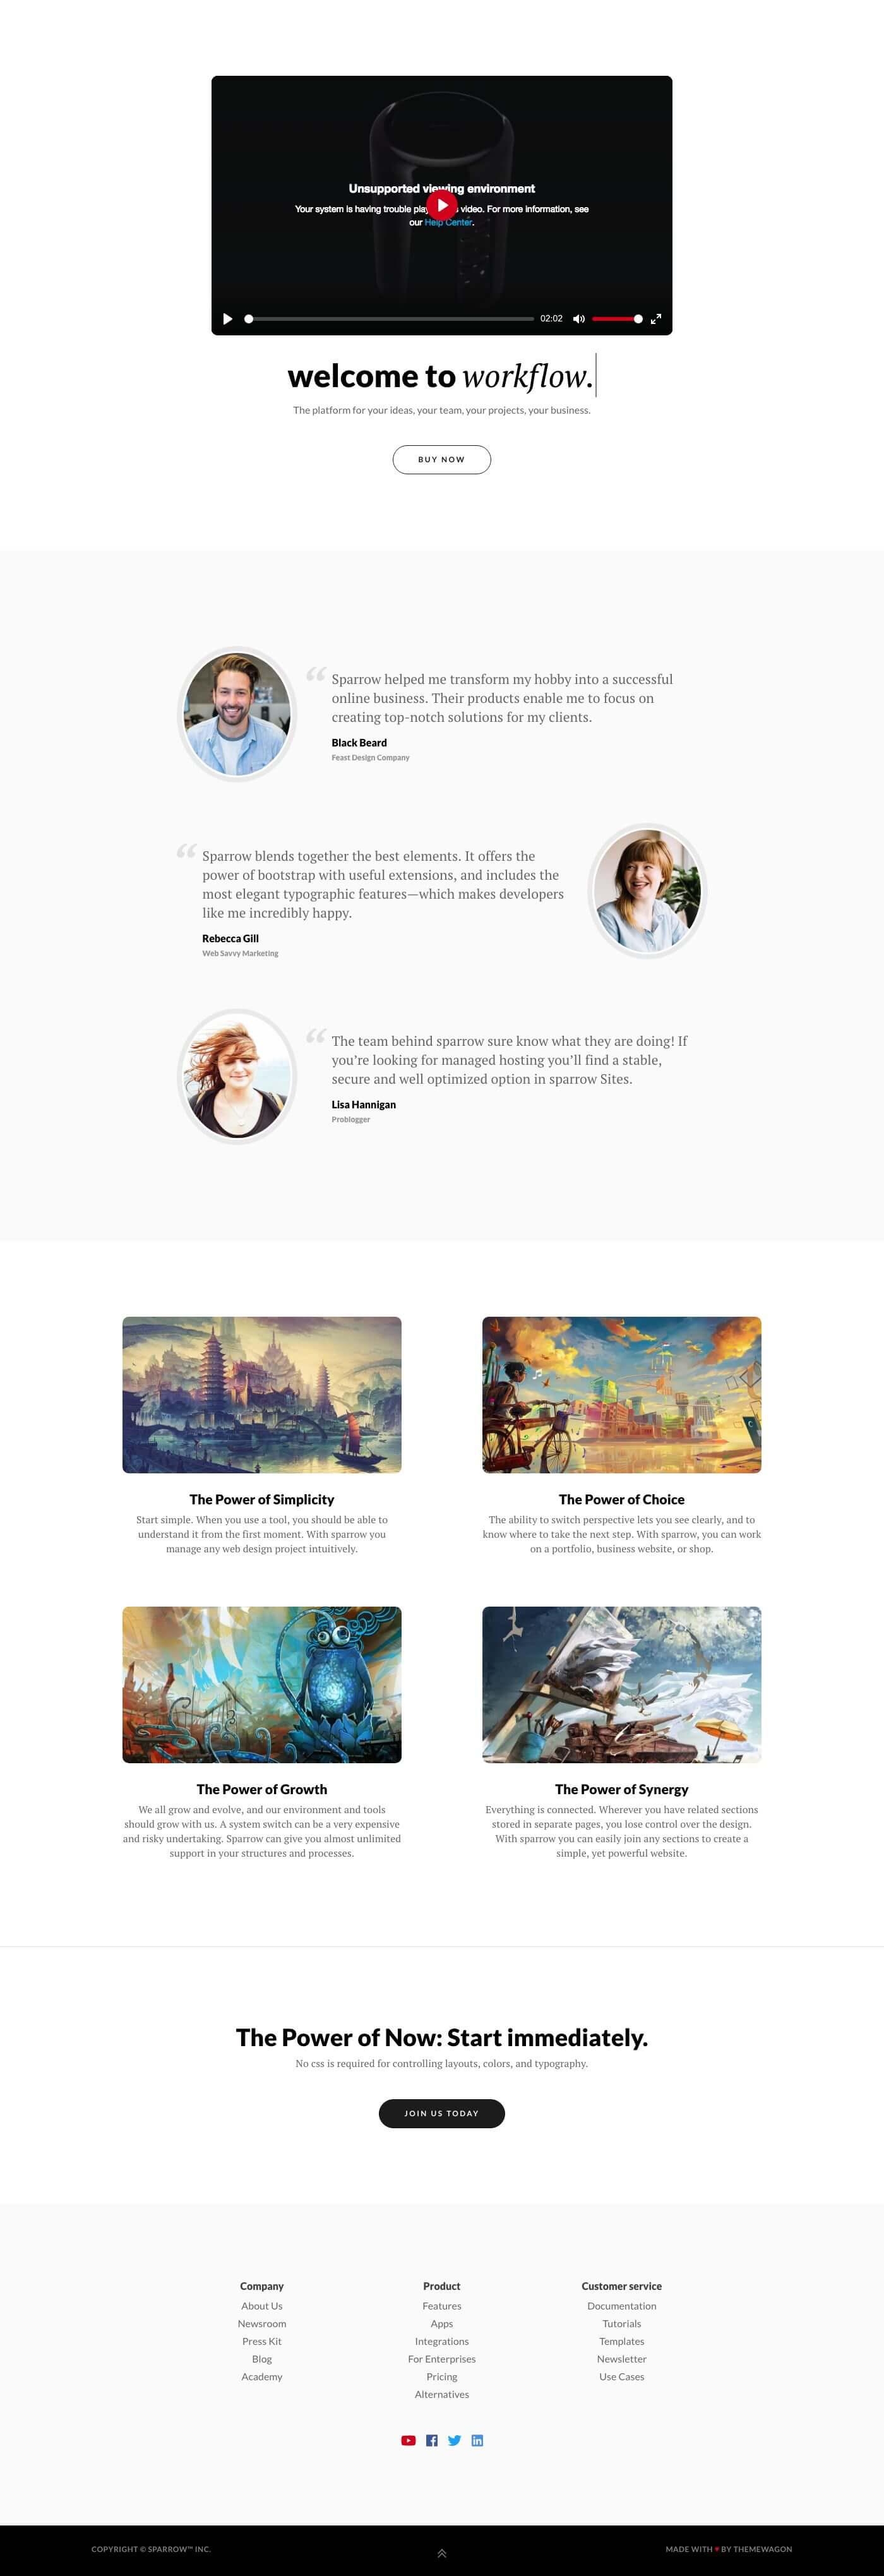 Unsupported viewing environment
Your system is having trouble video. For more information, see
our Help Center.
02:02
welcome to workflow.
The platform for your ideas, your team, your projects, your business.
BUY NOW
“ Sparrow helped me transform my hobby into a successful
online business. Their products enable me to focus on
creating top-notch solutions for my clients.
Black Beard
Feast Design Company
“ Sparrow blends together the best elements. It offers the
power of bootstrap with useful extensions, and includes the
most elegant typographic features—which makes developers
like me incredibly happy.
Rebecca Gill
Web Savvy Marketing
“ The team behind sparrow sure know what they are doing! If
you’re looking for managed hosting you’ll find a stable,
secure and well optimized option in sparrow Sites.
Lisa Hannigan
Problogger
The Power of Simplicity
Start simple. When you use a tool, you should be able to
understand it from the first moment. With sparrow you
manage any web design project intuitively.
The Power of Choice
The ability to switch perspective lets you see clearly, and to
know where to take the next step. With sparrow, you can work
on a portfolio, business website, or shop.
The Power of Growth
We all grow and evolve, and our environment and tools
should grow with us. A system switch can be a very expensive
and risky undertaking. Sparrow can give you almost unlimited
support in your structures and processes.
The Power of Synergy
Everything is connected. Wherever you have related sections
stored in separate pages, you lose control over the design.
With sparrow you can easily join any sections to create a
simple, yet powerful website.
The Power of Now: Start immediately.
No css is required for controlling layouts, colors, and typography.
JOIN US TODAY
Company
About Us
Newsroom
Press Kit
Blog
Academy
Product
Features
Apps
Integrations
For Enterprises
Pricing
Alternatives
Customer service
Documentation
Tutorials
Templates
Newsletter
Use Cases
COPYRIGHT © SPARROW™ INC.
MADE WITH ♥ BY THEMEWAGON